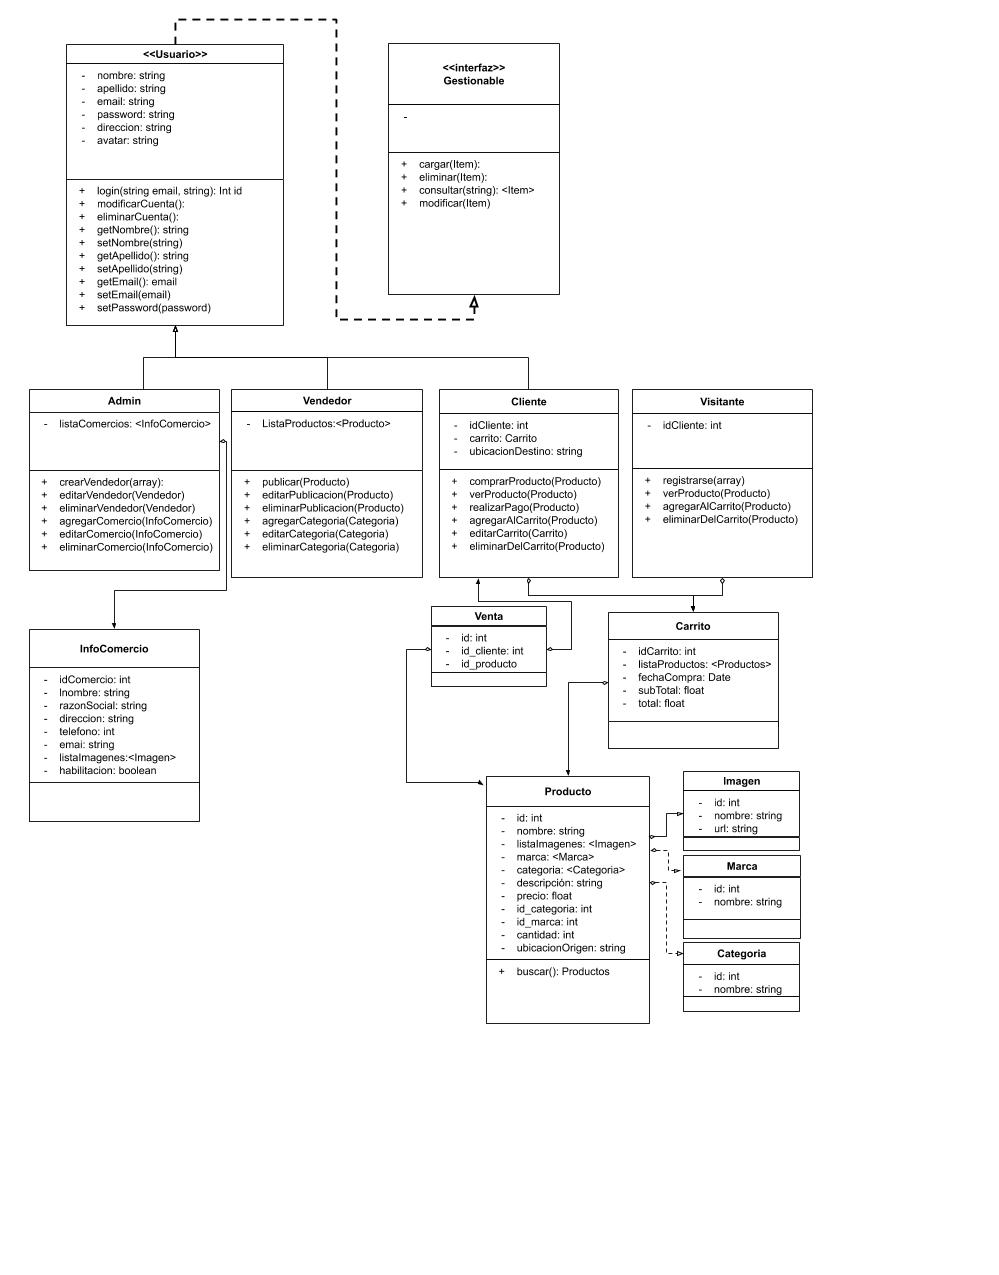 <<Usuario>>
- nombre: string
- apellido: string
- email: string
- password: string
- direccion: string
- avatar: string
+ login(string email, string): Int id
+ modificarCuenta():
+ eliminarCuenta():
+ getNombre(): string
+ setNombre(string)
+ getApellido(): string
+ setApellido(string)
+ getEmail(): email
+ setEmail(email)
+ setPassword(password)
<<interfaz>>
Gestionable
-
+ cargar(Item):
+ eliminar(Item):
+ consultar(string): <Item>
+ modificar(Item)
Admin
- listaComercios: <InfoComercio>
+ crearVendedor(array):
+ editarVendedor(Vendedor)
+ eliminarVendedor(Vendedor)
+ agregarComercio(InfoComercio)
+ editarComercio(InfoComercio)
+ eliminarComercio(InfoComercio)
Vendedor
- ListaProductos:<Producto>
+ publicar(Producto)
+ editarPublicacion(Producto)
+ eliminarPublicacion(Producto)
+ agregarCategoria(Categoria)
+ editarCategoria(Categoria)
+ eliminarCategoria(Categoria)
Cliente
- idCliente: int
- carrito: Carrito
- ubicacionDestino: string
+ comprarProducto(Producto)
+ verProducto(Producto)
+ realizarPago(Producto)
+ agregarAlCarrito(Producto)
+ editarCarrito(Carrito)
+ eliminarDelCarrito(Producto)
Visitante
- idCliente: int
+ registrarse(array)
+ verProducto(Producto)
+ agregarAlCarrito(Producto)
+ eliminarDelCarrito(Producto)
InfoComercio
- idComercio: int
- lnombre: string
- razonSocial: string
- direccion: string
- telefono: int
- emai: string
- listaImagenes:<Imagen>
- habilitacion: boolean
Venta
- id: int
- id_cliente: int
- id_producto
Carrito
- idCarrito: int
- listaProductos: <Productos>
- fechaCompra: Date
- subTotal: float
- total: float
Producto
- id: int
- nombre: string
- listaImagenes: <Imagen>
- marca: <Marca>
- categoria: <Categoria>
- descripción: string
- precio: float
- id_categoria: int
- id_marca: int
- cantidad: int
- ubicacionOrigen: string
+ buscar(): Productos
Imagen
- id: int
- nombre: string
- url: string
Marca
- id: int
- nombre: string
Categoria
- id: int
- nombre: string